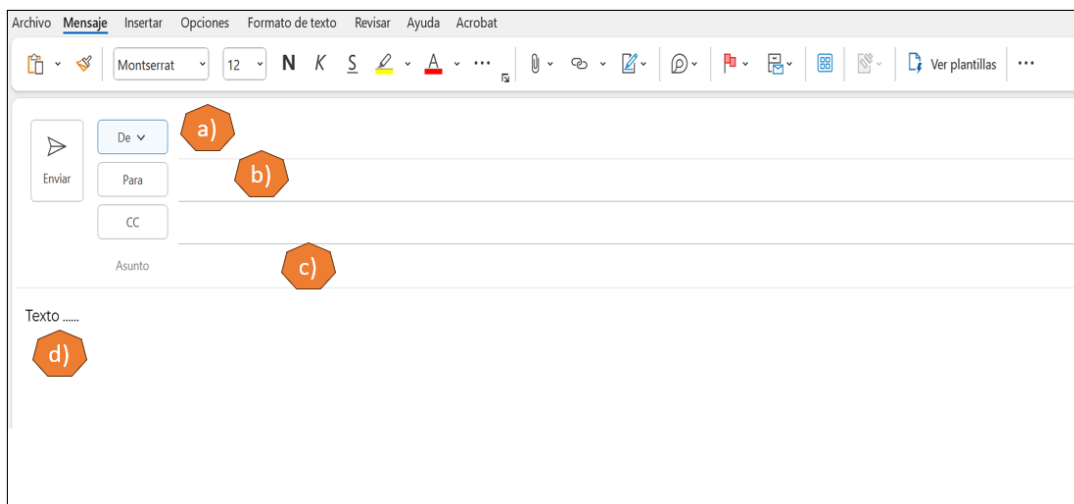 Archivo Mensaje Insertar Opciones Formato de texto Revisar Ayuda Acrobat
Montserrat 12 N K S A ... Ver plantillas ...
De a)
Enviar Para b)
CC
Asunto c)
Texto ......
d)